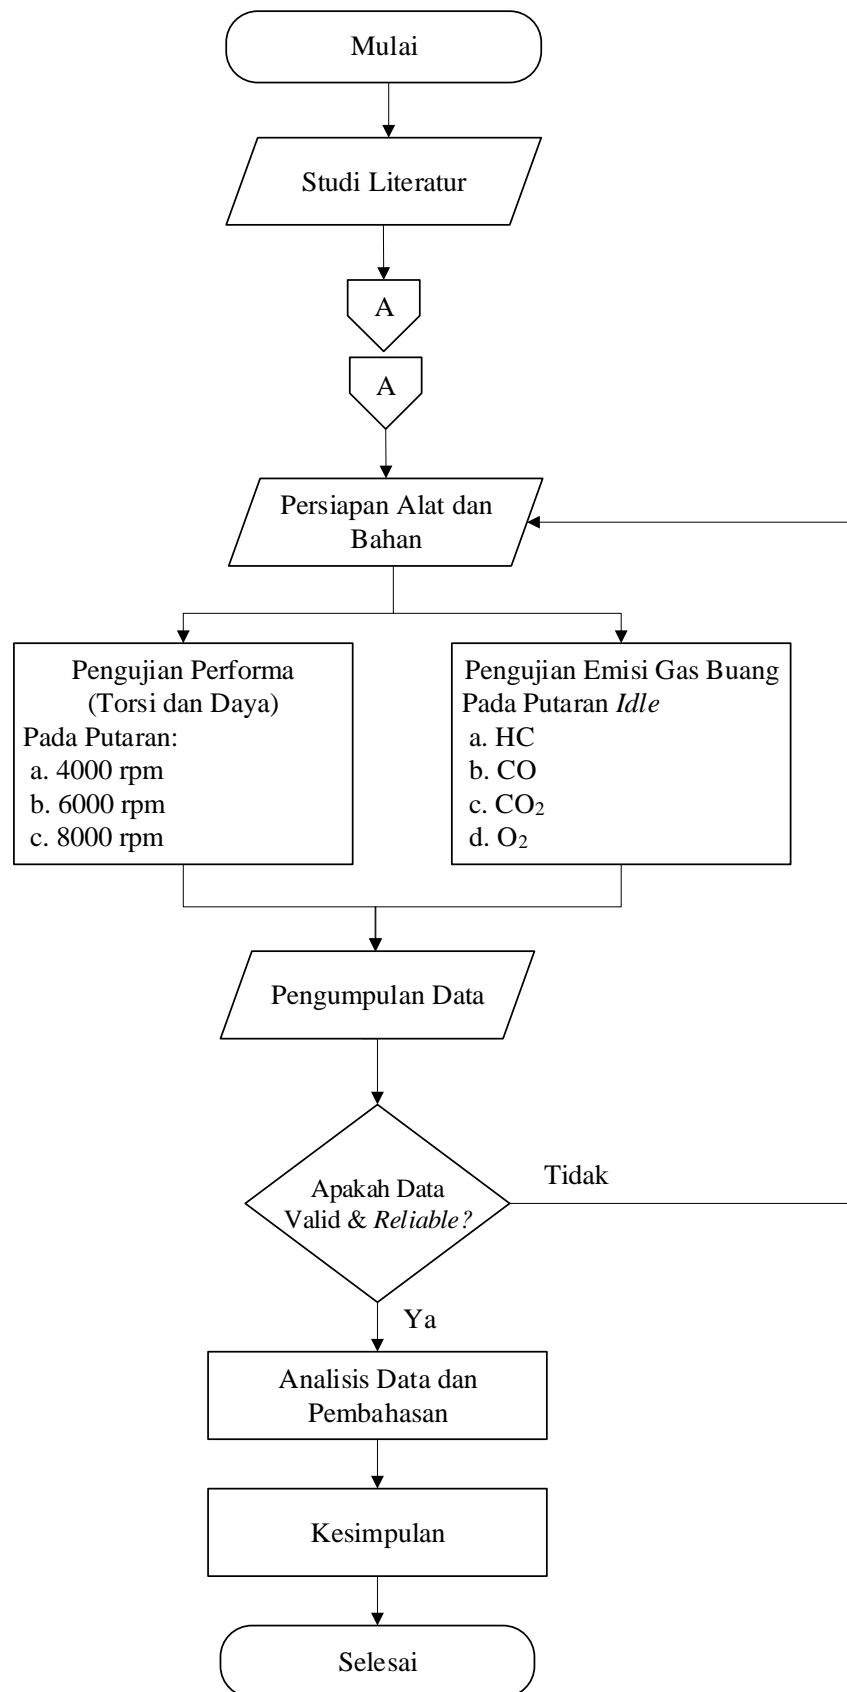 Mulai
Studi Literatur
A
A
Persiapan Alat dan
Bahan
Pengujian Performa
(Torsi dan Daya)
Pada Putaran:
a. 4000 rpm
b. 6000 rpm
c. 8000 rpm
Pengujian Emisi Gas Buang
Pada Putaran Idle
a. HC
b. CO
c. CO₂
d. O₂
Pengumpulan Data
Apakah Data
Valid & Reliable?
Tidak
Ya
Analisis Data dan
Pembahasan
Kesimpulan
Selesai